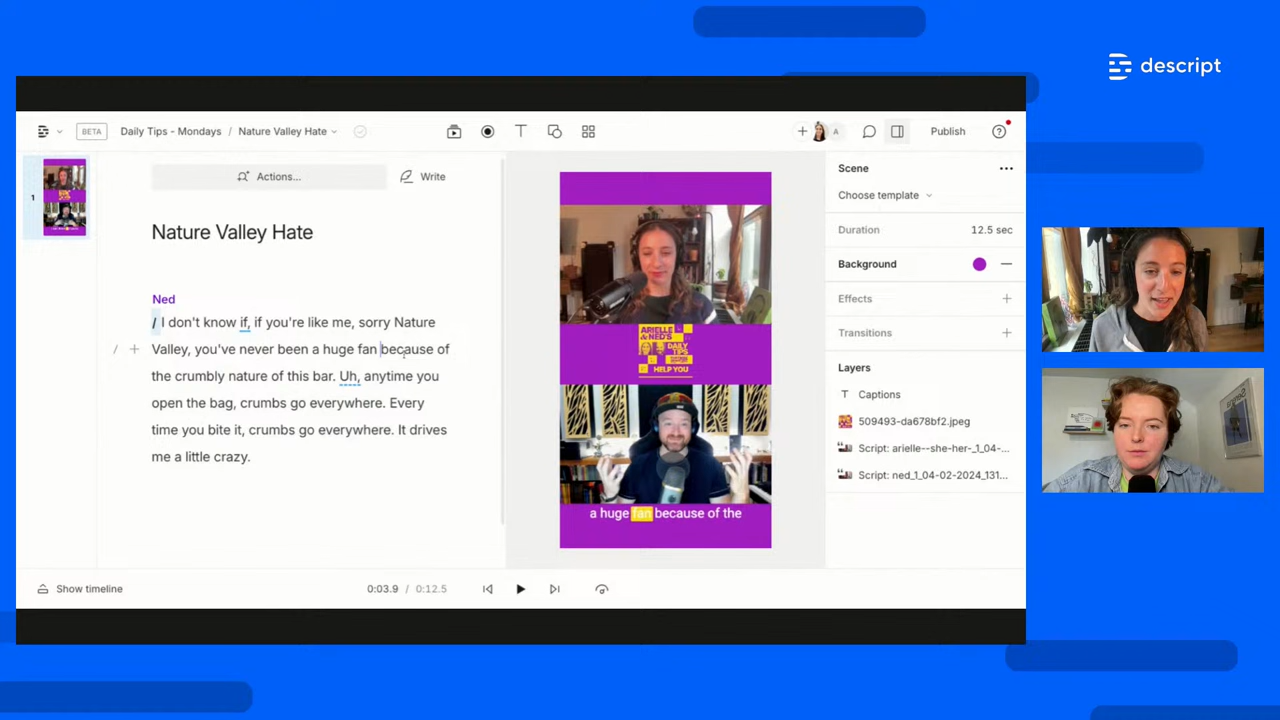 descript
BETA
Daily Tips - Mondays / Nature Valley Hate
A
Publish
1
Actions...
Write
Nature Valley Hate
Ned
/ I don't know if, if you're like me, sorry Nature
/ + Valley, you've never been a huge fan because of
the crumbly nature of this bar. Uh, anytime you
open the bag, crumbs go everywhere. Every
time you bite it, crumbs go everywhere. It drives
me a little crazy.
ARIELLE
& NED'S
DAILY
TIPS
HELP YOU
a huge fan because of the
Scene
Choose template
Duration 12.5 sec
Background
Effects
Transitions
Layers
Captions
509493-da678bf2.jpeg
Script: arielle--she-her-_1_04-...
Script: ned_1_04-02-2024_131...
Show timeline
0:03.9 / 0:12.5